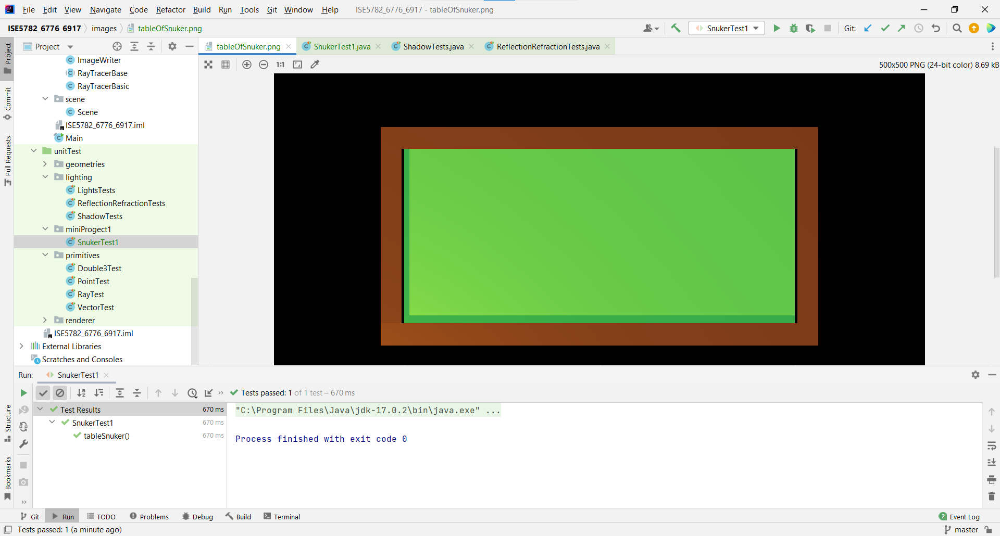 File Edit View Navigate Code Refactor Build Run Tools Git Window Help ISE5782_6776_6917 - tableOfSnuker.png
ISE5782_6776_6917 images tableOfSnuker.png SnukerTest1 Git:
Project tableOfSnuker.png SnukerTest1.java ShadowTests.java ReflectionRefractionTests.java
1:1 500x500 PNG (24-bit color) 8.69 kB
Project
Commit
Pull Requests
ImageWriter
RayTracerBase
RayTracerBasic
scene
Scene
ISE5782_6776_6917.iml
Main
unitTest
geometries
lighting
LightsTests
ReflectionRefractionTests
ShadowTests
miniProgect1
SnukerTest1
primitives
Double3Test
PointTest
RayTest
VectorTest
renderer
ISE5782_6776_6917.iml
External Libraries
Scratches and Consoles
Run: SnukerTest1
Tests passed: 1 of 1 test – 670 ms
Test Results 670 ms
SnukerTest1 670 ms
tableSnuker() 670 ms
"C:\Program Files\Java\jdk-17.0.2\bin\java.exe" ...
Process finished with exit code 0
Structure
Bookmarks
Git Run TODO Problems Debug Build Terminal 2 Event Log
Tests passed: 1 (a minute ago) master